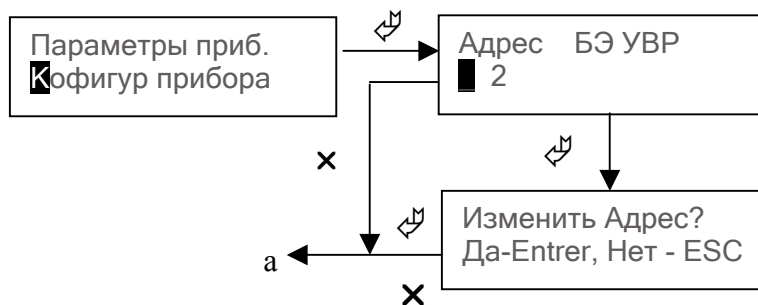 Параметры приб.
Кофигур прибора
Адрес БЭ УВР
_ 2
Изменить Адрес?
Да-Entrer, Нет - ESC
а